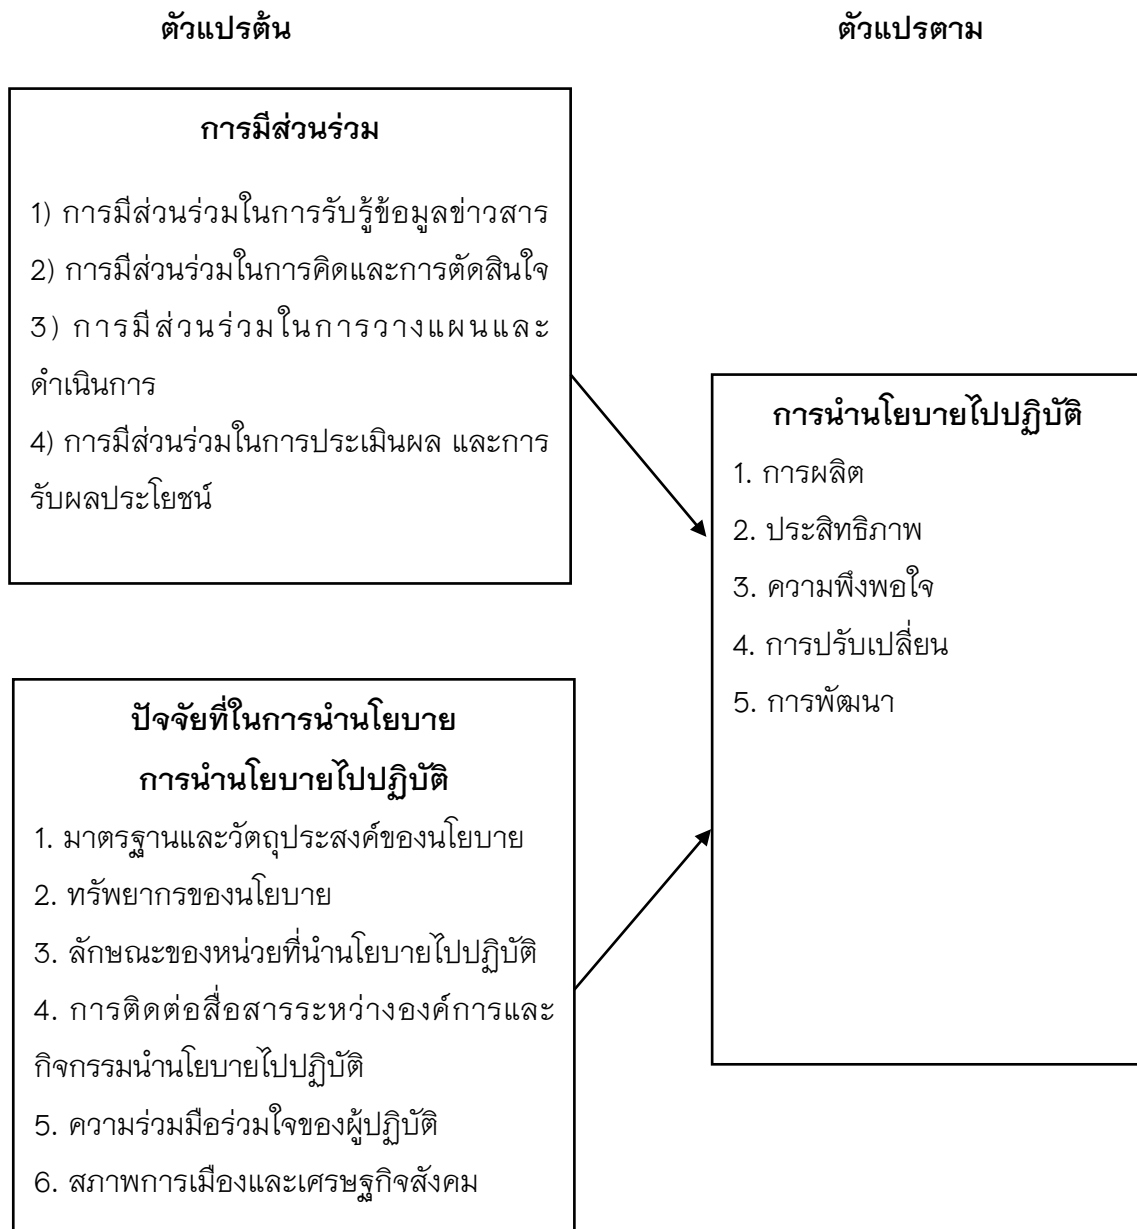 ตัวแปรต้น
ตัวแปรตาม
การมีส่วนร่วม
1) การมีส่วนร่วมในการรับรู้ข้อมูลข่าวสาร
2) การมีส่วนร่วมในการคิดและการตัดสินใจ
3) การมีส่วนร่วมในการวางแผนและ
ดำเนินการ
4) การมีส่วนร่วมในการประเมินผล และการ
รับผลประโยชน์
การนำนโยบายไปปฏิบัติ
1. การผลิต
2. ประสิทธิภาพ
3. ความพึงพอใจ
4. การปรับเปลี่ยน
5. การพัฒนา
ปัจจัยที่ในการนำนโยบาย
การนำนโยบายไปปฏิบัติ
1. มาตรฐานและวัตถุประสงค์ของนโยบาย
2. ทรัพยากรของนโยบาย
3. ลักษณะของหน่วยที่นำนโยบายไปปฏิบัติ
4. การติดต่อสื่อสารระหว่างองค์การและ
กิจกรรมนำนโยบายไปปฏิบัติ
5. ความร่วมมือร่วมใจของผู้ปฏิบัติ
6. สภาพการเมืองและเศรษฐกิจสังคม